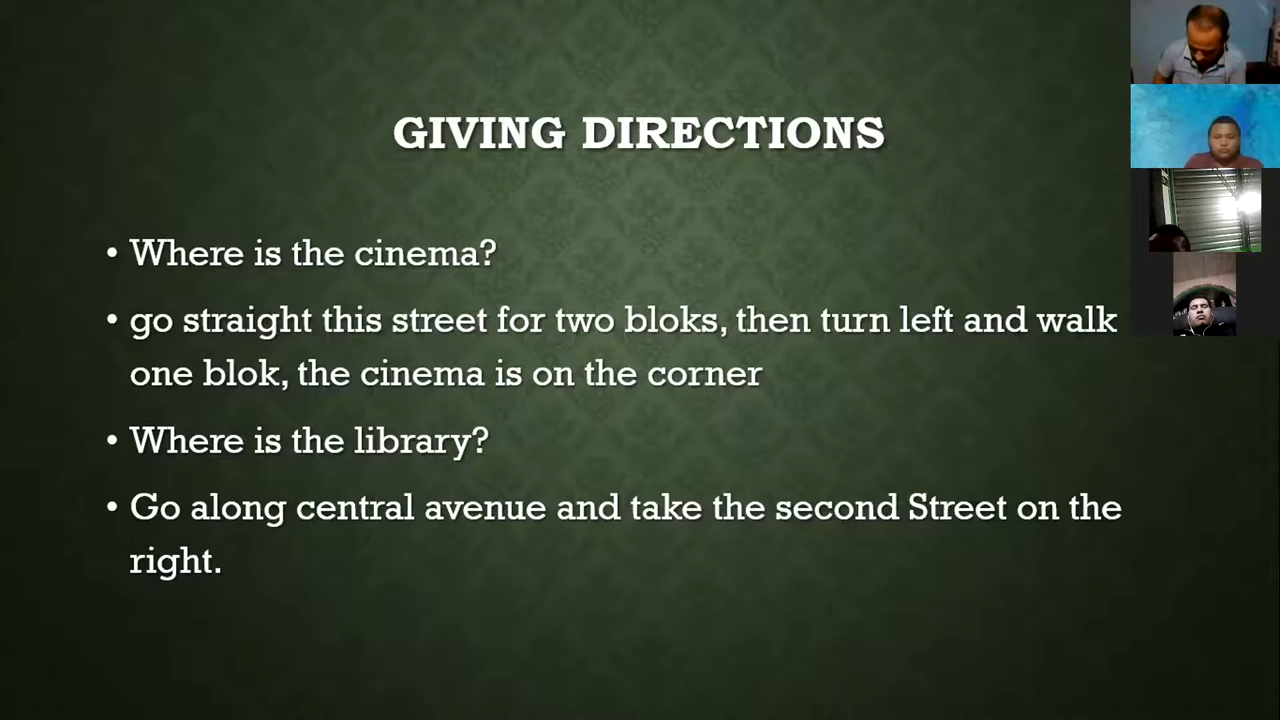 GIVING DIRECTIONS
• Where is the cinema?
• go straight this street for two bloks, then turn left and walk
one blok, the cinema is on the corner
• Where is the library?
• Go along central avenue and take the second Street on the
right.